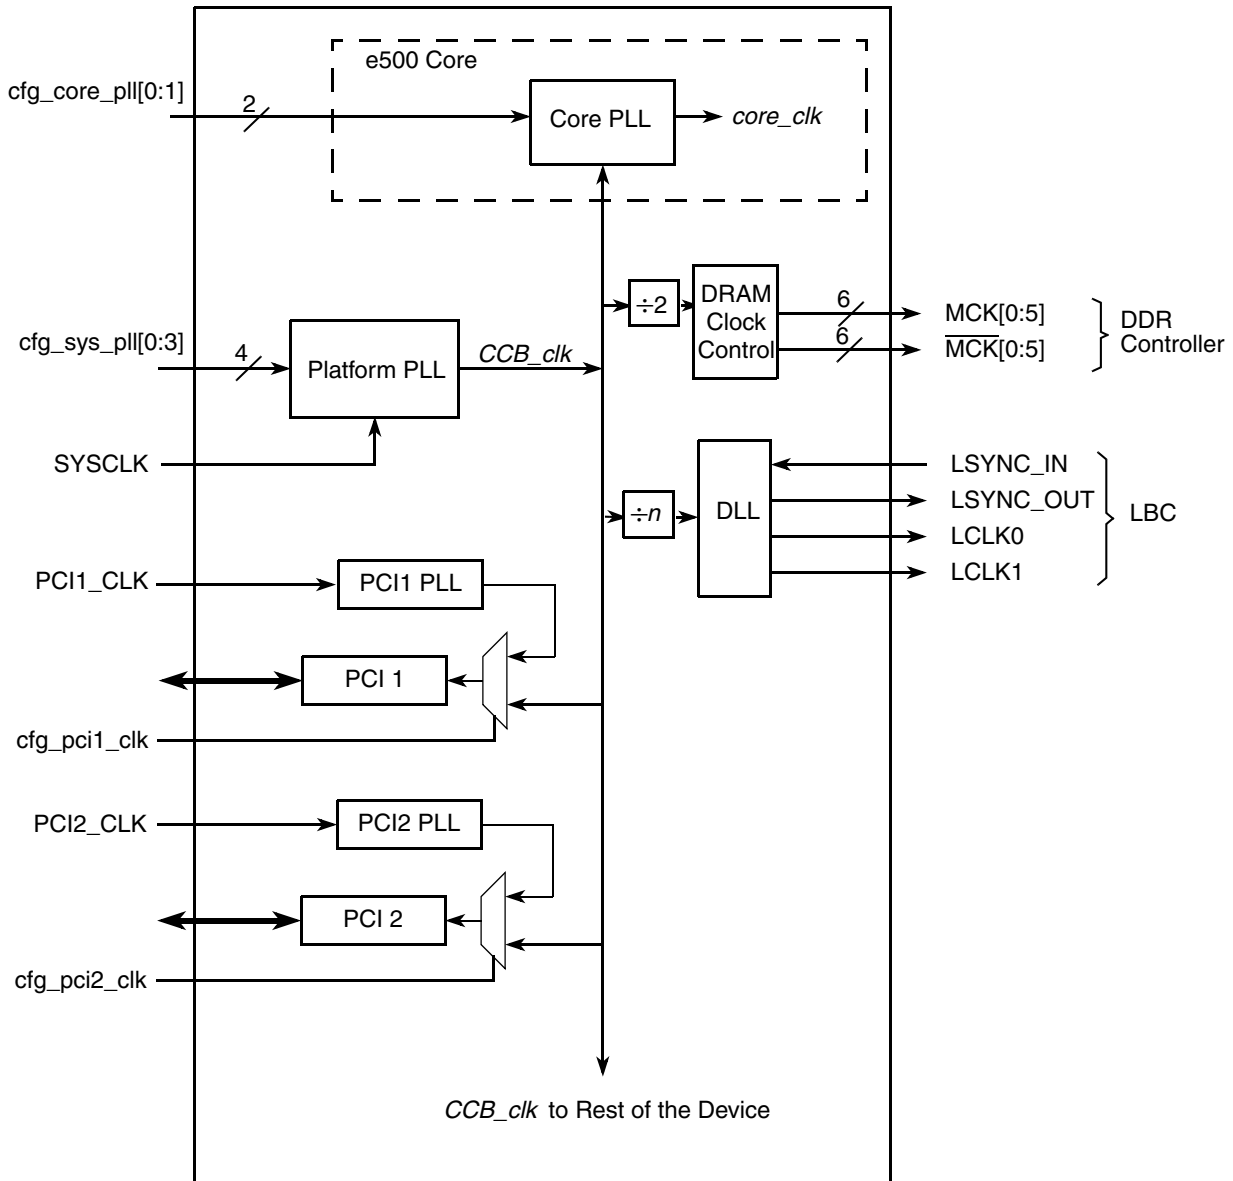 e500 Core
cfg_core_pll[0:1]
2
Core PLL
core_clk
÷2
DRAM
Clock
Control
6
6
MCK[0:5]
M̅C̅K̅[0:5]
DDR
Controller
cfg_sys_pll[0:3]
4
Platform PLL
CCB_clk
SYSCLK
÷n
DLL
LSYNC_IN
LSYNC_OUT
LCLK0
LCLK1
LBC
PCI1_CLK
PCI1 PLL
PCI 1
cfg_pci1_clk
PCI2_CLK
PCI2 PLL
PCI 2
cfg_pci2_clk
CCB_clk to Rest of the Device